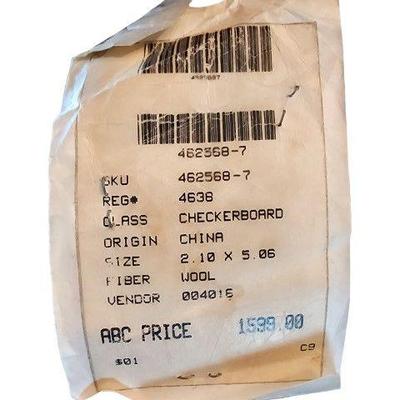 462568-7
SKU 462568-7
REG# 4638
CLASS CHECKERBOARD
ORIGIN CHINA
SIZE 2.10 X 5.06
FIBER WOOL
VENDOR 004016
ABC PRICE 1599.00
$01 C9